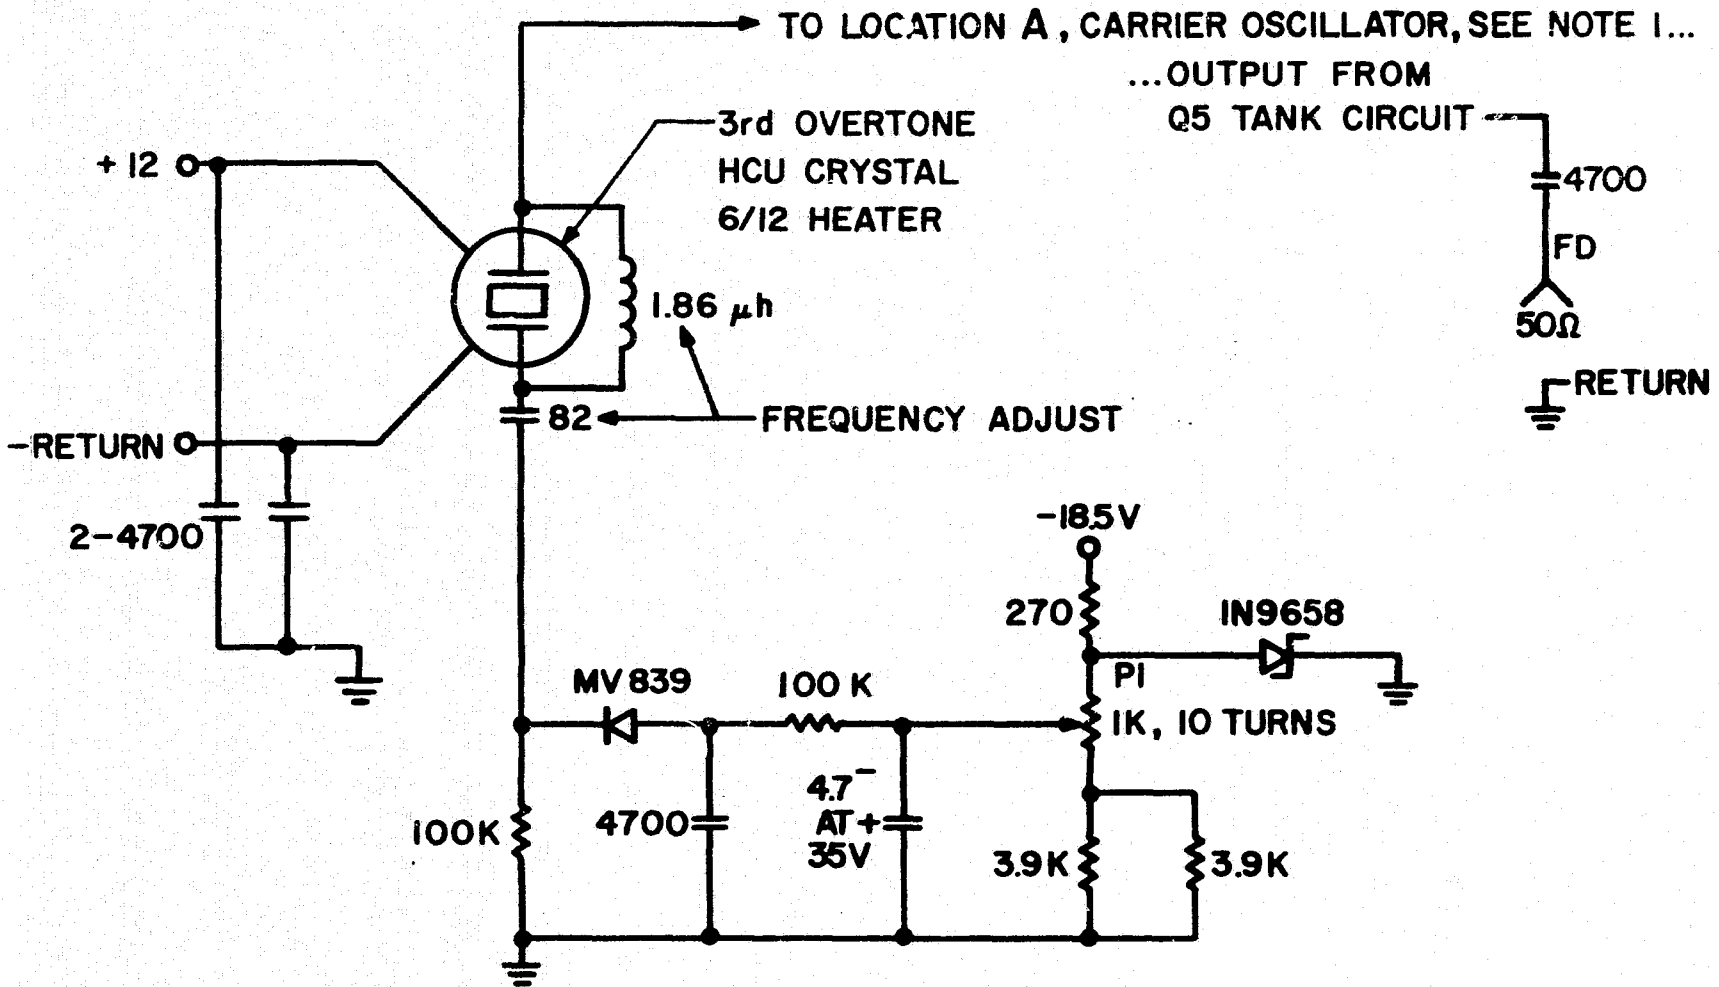 TO LOCATION A, CARRIER OSCILLATOR, SEE NOTE 1...
...OUTPUT FROM
Q5 TANK CIRCUIT
3rd OVERTONE
HCU CRYSTAL
6/12 HEATER
+12
4700
FD
50Ω
RETURN
1.86 μh
82
FREQUENCY ADJUST
-RETURN
2-4700
-18.5V
270
1N9658
P1
1K, 10 TURNS
MV839
100K
100K
4700
4.7 -
AT +
35V
3.9K
3.9K